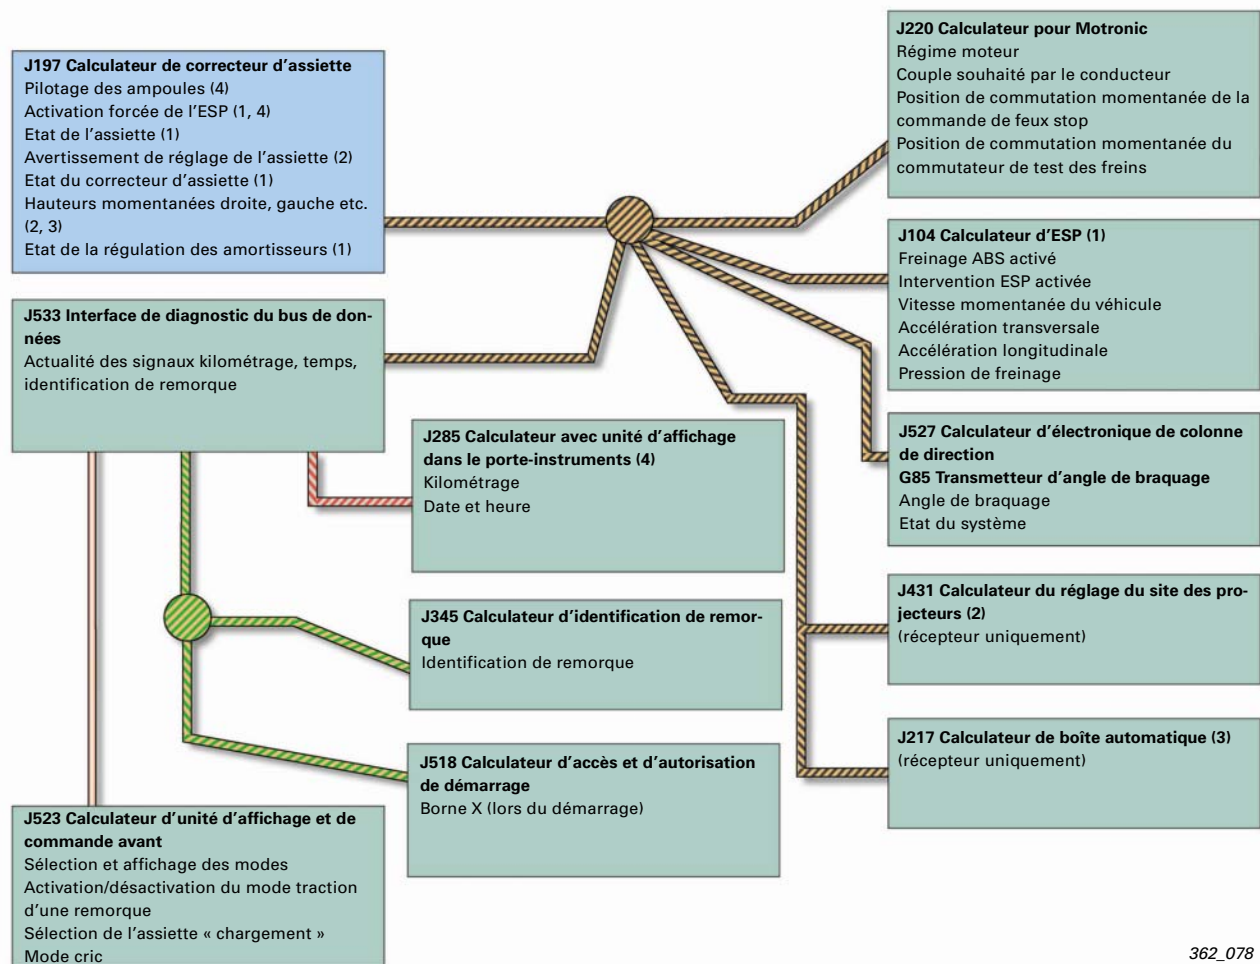 J197 Calculateur de correcteur d'assiette
Pilotage des ampoules (4)
Activation forcée de l'ESP (1, 4)
Etat de l'assiette (1)
Avertissement de réglage de l'assiette (2)
Etat du correcteur d'assiette (1)
Hauteurs momentanées droite, gauche etc.
(2, 3)
Etat de la régulation des amortisseurs (1)
J533 Interface de diagnostic du bus de don-
nées
Actualité des signaux kilométrage, temps,
identification de remorque
J285 Calculateur avec unité d'affichage
dans le porte-instruments (4)
Kilométrage
Date et heure
J345 Calculateur d'identification de remor-
que
Identification de remorque
J518 Calculateur d'accès et d'autorisation
de démarrage
Borne X (lors du démarrage)
J523 Calculateur d'unité d'affichage et de
commande avant
Sélection et affichage des modes
Activation/désactivation du mode traction
d'une remorque
Sélection de l'assiette « chargement »
Mode cric
J220 Calculateur pour Motronic
Régime moteur
Couple souhaité par le conducteur
Position de commutation momentanée de la
commande de feux stop
Position de commutation momentanée du
commutateur de test des freins
J104 Calculateur d'ESP (1)
Freinage ABS activé
Intervention ESP activée
Vitesse momentanée du véhicule
Accélération transversale
Accélération longitudinale
Pression de freinage
J527 Calculateur d'électronique de colonne
de direction
G85 Transmetteur d'angle de braquage
Angle de braquage
Etat du système
J431 Calculateur du réglage du site des pro-
jecteurs (2)
(récepteur uniquement)
J217 Calculateur de boîte automatique (3)
(récepteur uniquement)
362_078